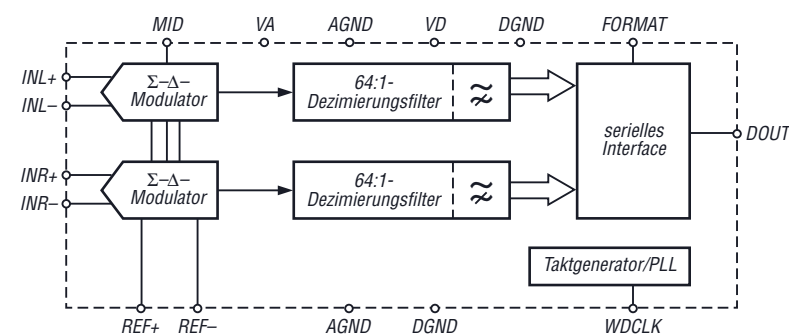 MID VA AGND VD DGND FORMAT
INL+
INL–
Σ–Δ–
Modulator
64:1-
Dezimierungsfilter
≈
serielles
Interface
DOUT
INR+
INR–
Σ–Δ–
Modulator
64:1-
Dezimierungsfilter
≈
Taktgenerator/PLL
REF+ REF– AGND DGND WDCLK